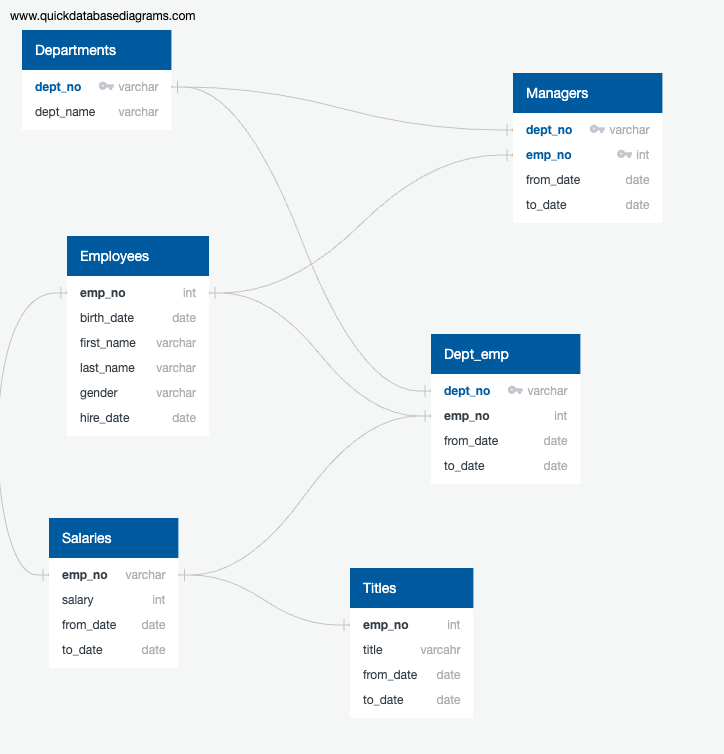 www.quickdatabasediagrams.com
Departments
dept_no varchar
dept_name varchar
Managers
dept_no varchar
emp_no int
from_date date
to_date date
Employees
emp_no int
birth_date date
first_name varchar
last_name varchar
gender varchar
hire_date date
Dept_emp
dept_no varchar
emp_no int
from_date date
to_date date
Salaries
emp_no varchar
salary int
from_date date
to_date date
Titles
emp_no int
title varcahr
from_date date
to_date date